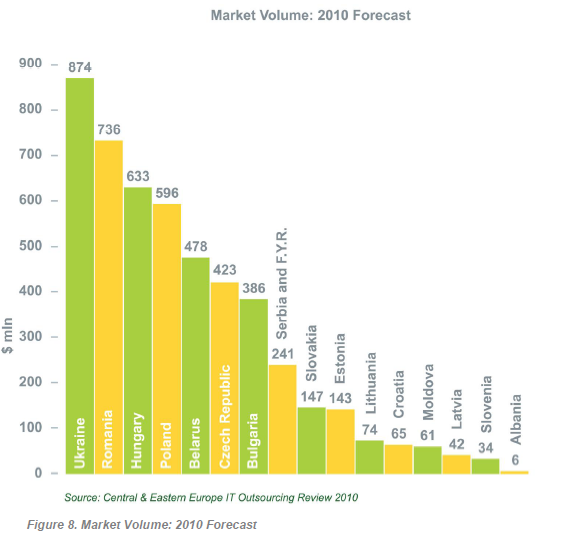 Market Volume: 2010 Forecast
$ mln
900
800
700
600
500
400
300
200
100
0
874
Ukraine
736
Romania
633
Hungary
596
Poland
478
Belarus
423
Czech Republic
386
Bulgaria
241
Serbia and F.Y.R.
147
Slovakia
143
Estonia
74
Lithuania
65
Croatia
61
Moldova
42
Latvia
34
Slovenia
6
Albania
Source: Central & Eastern Europe IT Outsourcing Review 2010
Figure 8. Market Volume: 2010 Forecast